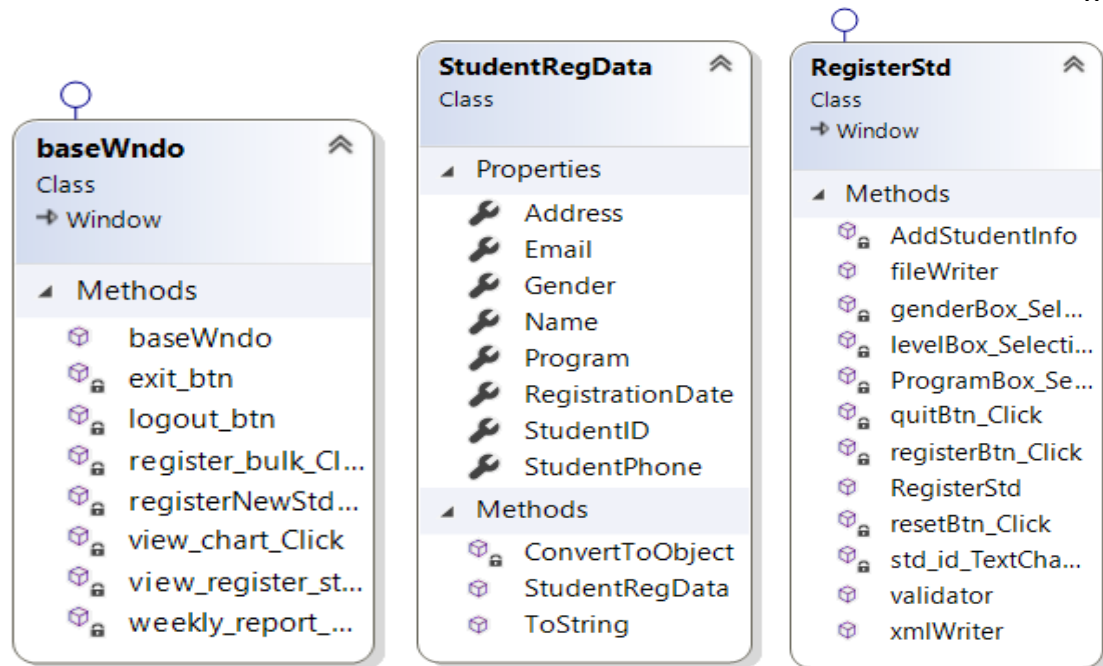 baseWndo
Class
Window
Methods
baseWndo
exit_btn
logout_btn
register_bulk_Cl...
registerNewStd...
view_chart_Click
view_register_st...
weekly_report_...
StudentRegData
Class
Properties
Address
Email
Gender
Name
Program
RegistrationDate
StudentID
StudentPhone
Methods
ConvertToObject
StudentRegData
ToString
RegisterStd
Class
Window
Methods
AddStudentInfo
fileWriter
genderBox_Sel...
levelBox_Selecti...
ProgramBox_Se...
quitBtn_Click
registerBtn_Click
RegisterStd
resetBtn_Click
std_id_TextCha...
validator
xmlWriter